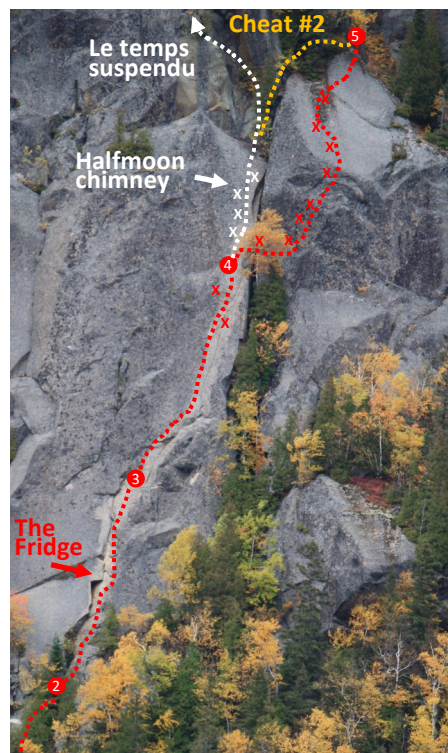 Cheat #2
5
Le temps
suspendu
Halfmoon
chimney
x
x
x
x
x
x
x
x
x
x
x
4
x
x
3
The
Fridge
2